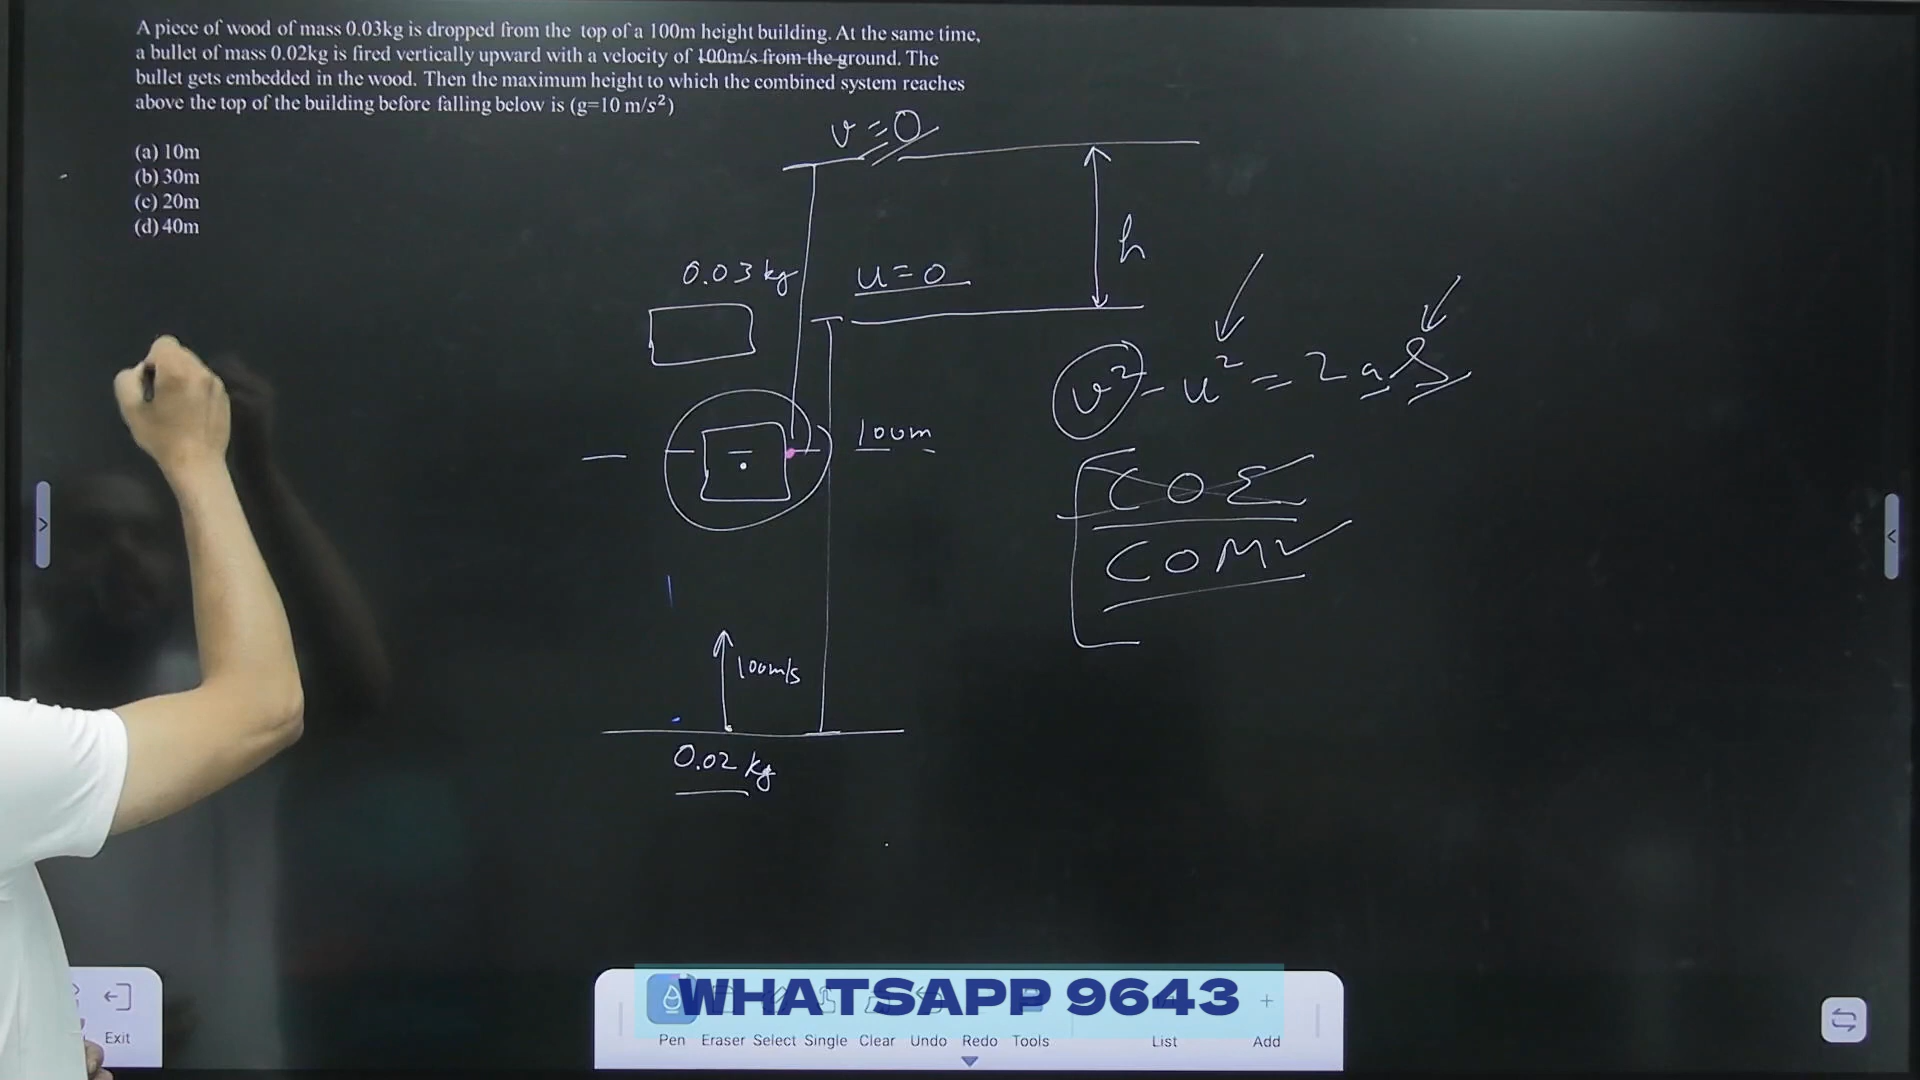 A piece of wood of mass 0.03kg is dropped from the top of a 100m height building. At the same time,
a bullet of mass 0.02kg is fired vertically upward with a velocity of 100m/s from the ground. The
bullet gets embedded in the wood. Then the maximum height to which the combined system reaches
above the top of the building before falling below is (g=10 m/s²)
(a) 10m
(b) 30m
(c) 20m
(d) 40m
v = 0
h
0.03 kg
u = 0
v² - u² = 2as
100m
COE
COM
100m/s
0.02 kg
WHATSAPP 9643
Exit
Pen Eraser Select Single Clear Undo Redo Tools List Add